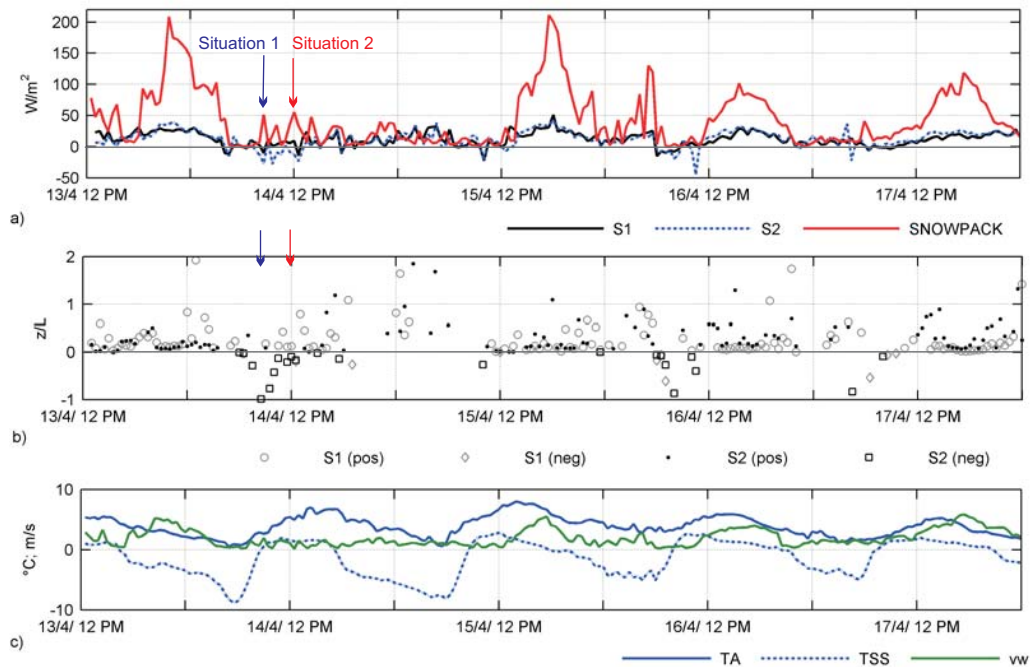 200
150
100
50
0
-50
W/m²
Situation 1 Situation 2
13/4 12 PM 14/4 12 PM 15/4 12 PM 16/4 12 PM 17/4 12 PM
a)
S1 S2 SNOWPACK
2
1
0
-1
z/L
13/4/ 12 PM 14/4/ 12 PM 15/4/ 12 PM 16/4/ 12 PM 17/4/ 12 PM
b)
S1 (pos) S1 (neg) S2 (pos) S2 (neg)
10
0
-10
°C; m/s
13/4/ 12 PM 14/4/ 12 PM 15/4/ 12 PM 16/4/ 12 PM 17/4/ 12 PM
c)
TA TSS vw